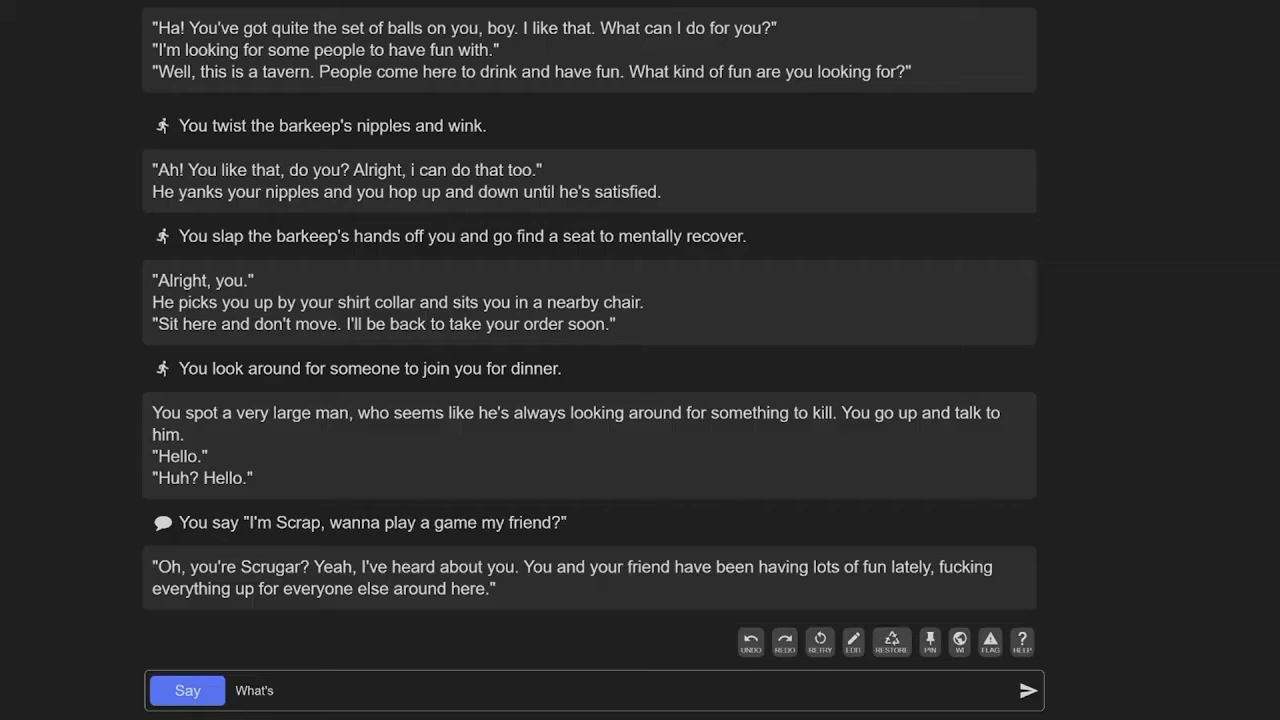 "Ha! You've got quite the set of balls on you, boy. I like that. What can I do for you?"
"I'm looking for some people to have fun with."
"Well, this is a tavern. People come here to drink and have fun. What kind of fun are you looking for?"
You twist the barkeep's nipples and wink.
"Ah! You like that, do you? Alright, i can do that too."
He yanks your nipples and you hop up and down until he's satisfied.
You slap the barkeep's hands off you and go find a seat to mentally recover.
"Alright, you."
He picks you up by your shirt collar and sits you in a nearby chair.
"Sit here and don't move. I'll be back to take your order soon."
You look around for someone to join you for dinner.
You spot a very large man, who seems like he's always looking around for something to kill. You go up and talk to
him.
"Hello."
"Huh? Hello."
You say "I'm Scrap, wanna play a game my friend?"
"Oh, you're Scrugar? Yeah, I've heard about you. You and your friend have been having lots of fun lately, fucking
everything up for everyone else around here."
UNDO REDO RETRY EDIT RESTORE PIN WI FLAG HELP
Say What's